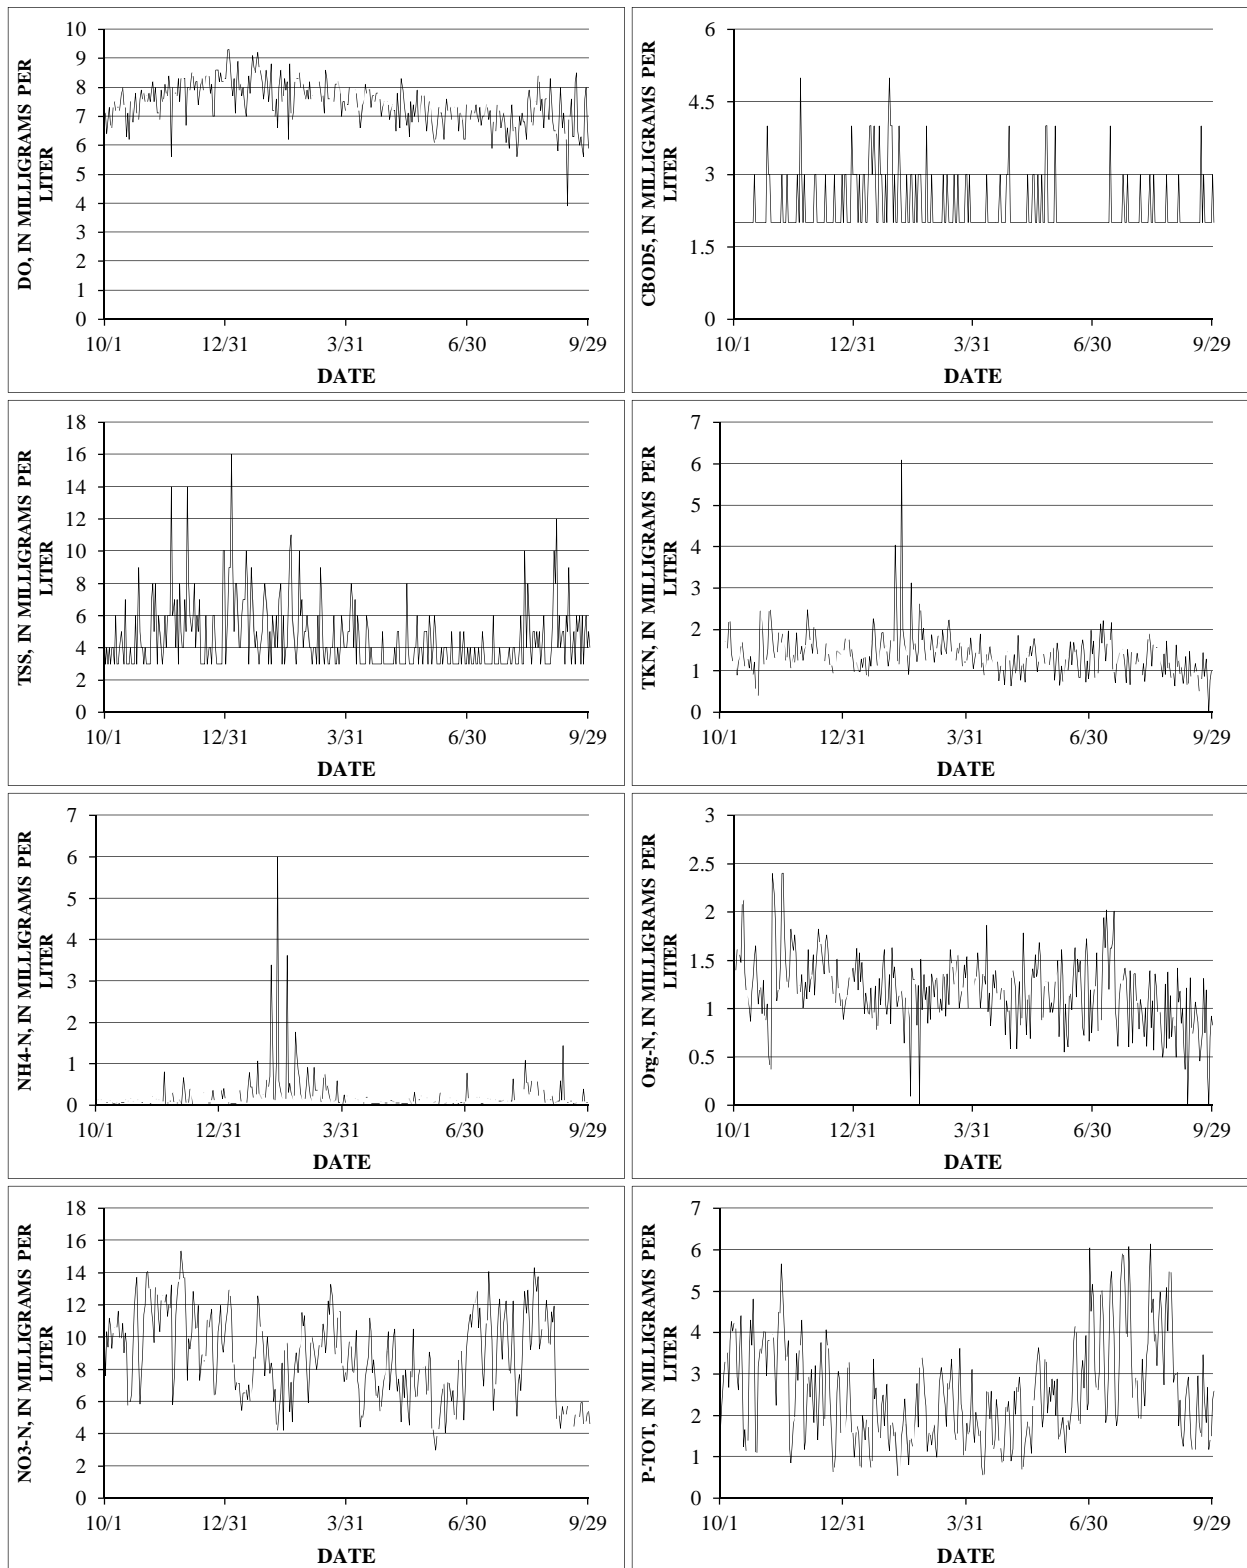 DO, IN MILLIGRAMS PER
LITER
10
9
8
7
6
5
4
3
2
1
0
10/1 12/31 3/31 6/30 9/29
DATE
CBOD5, IN MILLIGRAMS PER
LITER
6
4.5
3
1.5
0
10/1 12/31 3/31 6/30 9/29
DATE
TSS, IN MILLIGRAMS PER
LITER
18
16
14
12
10
8
6
4
2
0
10/1 12/31 3/31 6/30 9/29
DATE
TKN, IN MILLIGRAMS PER
LITER
7
6
5
4
3
2
1
0
10/1 12/31 3/31 6/30 9/29
DATE
NH4-N, IN MILLIGRAMS PER
LITER
7
6
5
4
3
2
1
0
10/1 12/31 3/31 6/30 9/29
DATE
Org-N, IN MILLIGRAMS PER
LITER
3
2.5
2
1.5
1
0.5
0
10/1 12/31 3/31 6/30 9/29
DATE
NO3-N, IN MILLIGRAMS PER
LITER
18
16
14
12
10
8
6
4
2
0
10/1 12/31 3/31 6/30 9/29
DATE
P-TOT, IN MILLIGRAMS PER
LITER
7
6
5
4
3
2
1
0
10/1 12/31 3/31 6/30 9/29
DATE